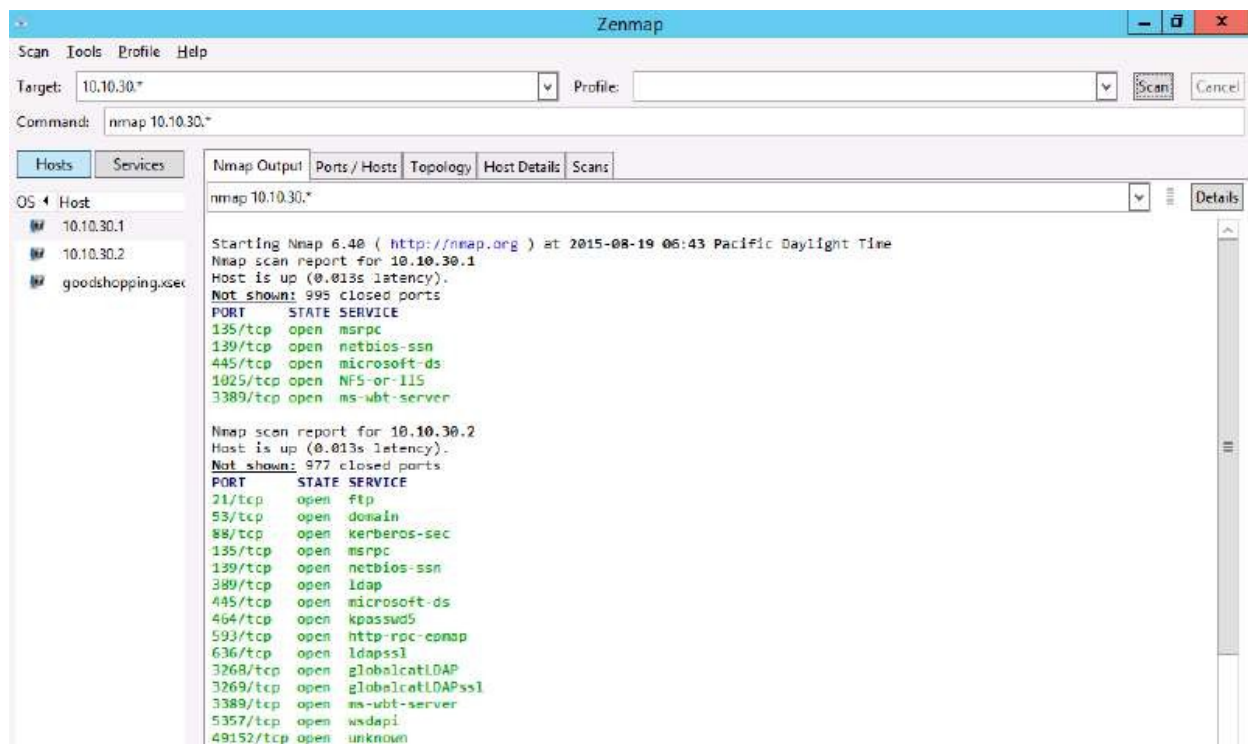 Zenmap
Scan Tools Profile Help
Target: 10.10.30.* Profile: Scan Cancel
Command: nmap 10.10.30.*
Hosts Services Nmap Output Ports / Hosts Topology Host Details Scans
nmap 10.10.30.* Details
OS Host
10.10.30.1
10.10.30.2
goodshopping.xsec
Starting Nmap 6.40 ( http://nmap.org ) at 2015-08-19 06:43 Pacific Daylight Time
Nmap scan report for 10.10.30.1
Host is up (0.013s latency).
Not shown: 995 closed ports
PORT STATE SERVICE
135/tcp open msrpc
139/tcp open netbios-ssn
445/tcp open microsoft-ds
1025/tcp open NFS-or-IIS
3389/tcp open ms-wbt-server
Nmap scan report for 10.10.30.2
Host is up (0.013s latency).
Not shown: 977 closed ports
PORT STATE SERVICE
21/tcp open ftp
53/tcp open domain
88/tcp open kerberos-sec
135/tcp open msrpc
139/tcp open netbios-ssn
389/tcp open ldap
445/tcp open microsoft-ds
464/tcp open kpasswd5
593/tcp open http-rpc-epmap
636/tcp open ldapssl
3268/tcp open globalcatLDAP
3269/tcp open globalcatLDAPssl
3389/tcp open ms-wbt-server
5357/tcp open wsdapi
49152/tcp open unknown